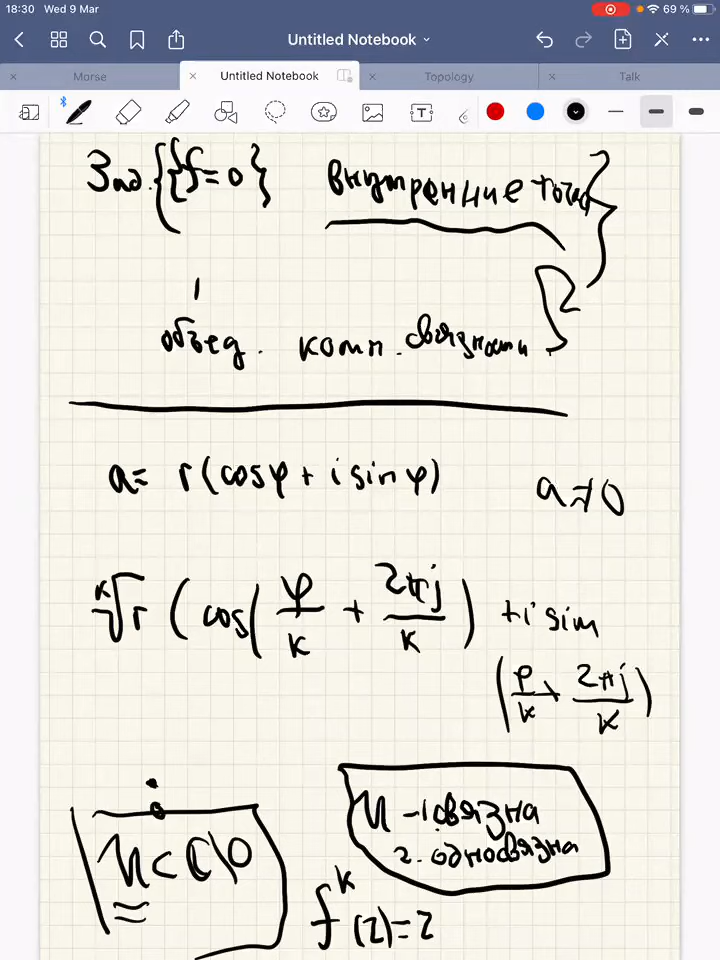 18:30 Wed 9 Mar
69 %
Untitled Notebook
Morse
Untitled Notebook
Topology
Talk
Зад. {{f=0} внутренние точки}
объед. комп. связности
a= r(cosφ+ i sinφ) a≠0
ᵏ√r (cos(φ/k + 2πj/k) + i sin
(φ/k + 2πj/k)
U - 1. связна
2. односвязна
U ⊂ ℂ\0
fᵏ(z)=z